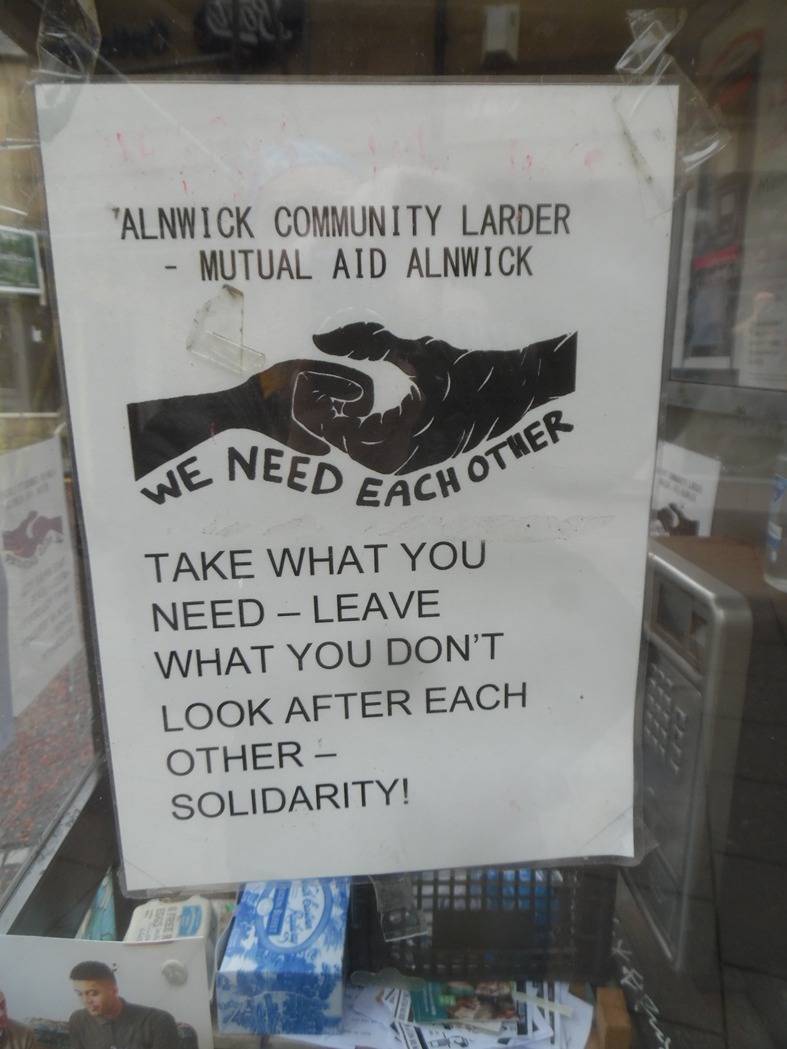 ALNWICK COMMUNITY LARDER
- MUTUAL AID ALNWICK
WE NEED EACH OTHER
TAKE WHAT YOU
NEED – LEAVE
WHAT YOU DON'T
LOOK AFTER EACH
OTHER –
SOLIDARITY!